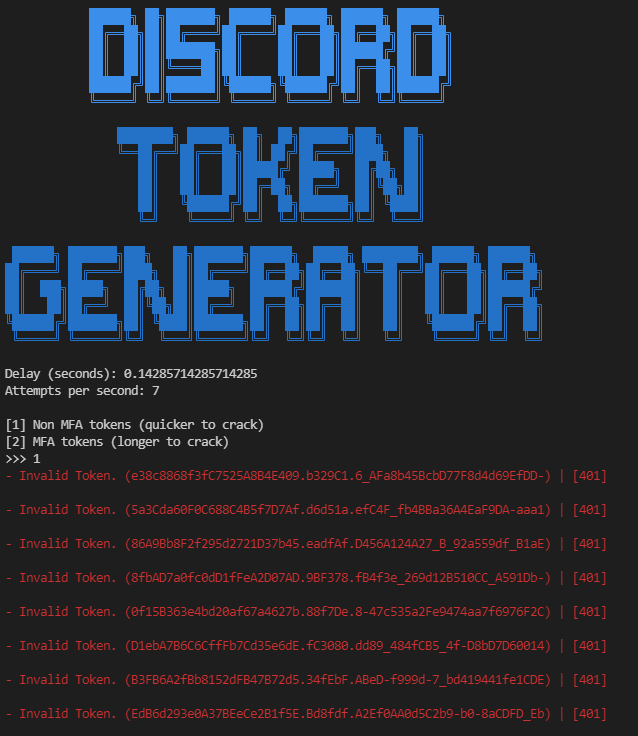 DISCORD
TOKEN
GENERATOR
Delay (seconds): 0.14285714285714285
Attempts per second: 7
[1] Non MFA tokens (quicker to crack)
[2] MFA tokens (longer to crack)
>>> 1
- Invalid Token. (e38c8868f3fC7525A8B4E409.b329C1.6_AFa8b45BcbD77F8d4d69EfDD-) | [401]
- Invalid Token. (5a3Cda60F0C688C4B5f7D7Af.d6d51a.efC4F_fb4BBa36A4EaF9DA-aaa1) | [401]
- Invalid Token. (86A9Bb8F2f295d2721D37b45.eadfAf.D456A124A27_B_92a559df_B1aE) | [401]
- Invalid Token. (8fbAD7a0fc0dD1fFeA2D07AD.9BF378.fB4f3e_269d12B510CC_A591Db-) | [401]
- Invalid Token. (0f15B363e4bd20af67a4627b.88f7De.8-47c535a2Fe9474aa7f6976F2C) | [401]
- Invalid Token. (D1ebA7B6C6CffFb7Cd35e6dE.fC3080.dd89_484fCB5_4f-D8bD7D60014) | [401]
- Invalid Token. (B3FB6A2fBb8152dFB47B72d5.34fEbF.ABeD-f999d-7_bd419441fe1CDE) | [401]
- Invalid Token. (EdB6d293e0A37BEeCe2B1f5E.Bd8fdf.A2Ef0AA0d5C2b9-b0-8aCDFD_Eb) | [401]